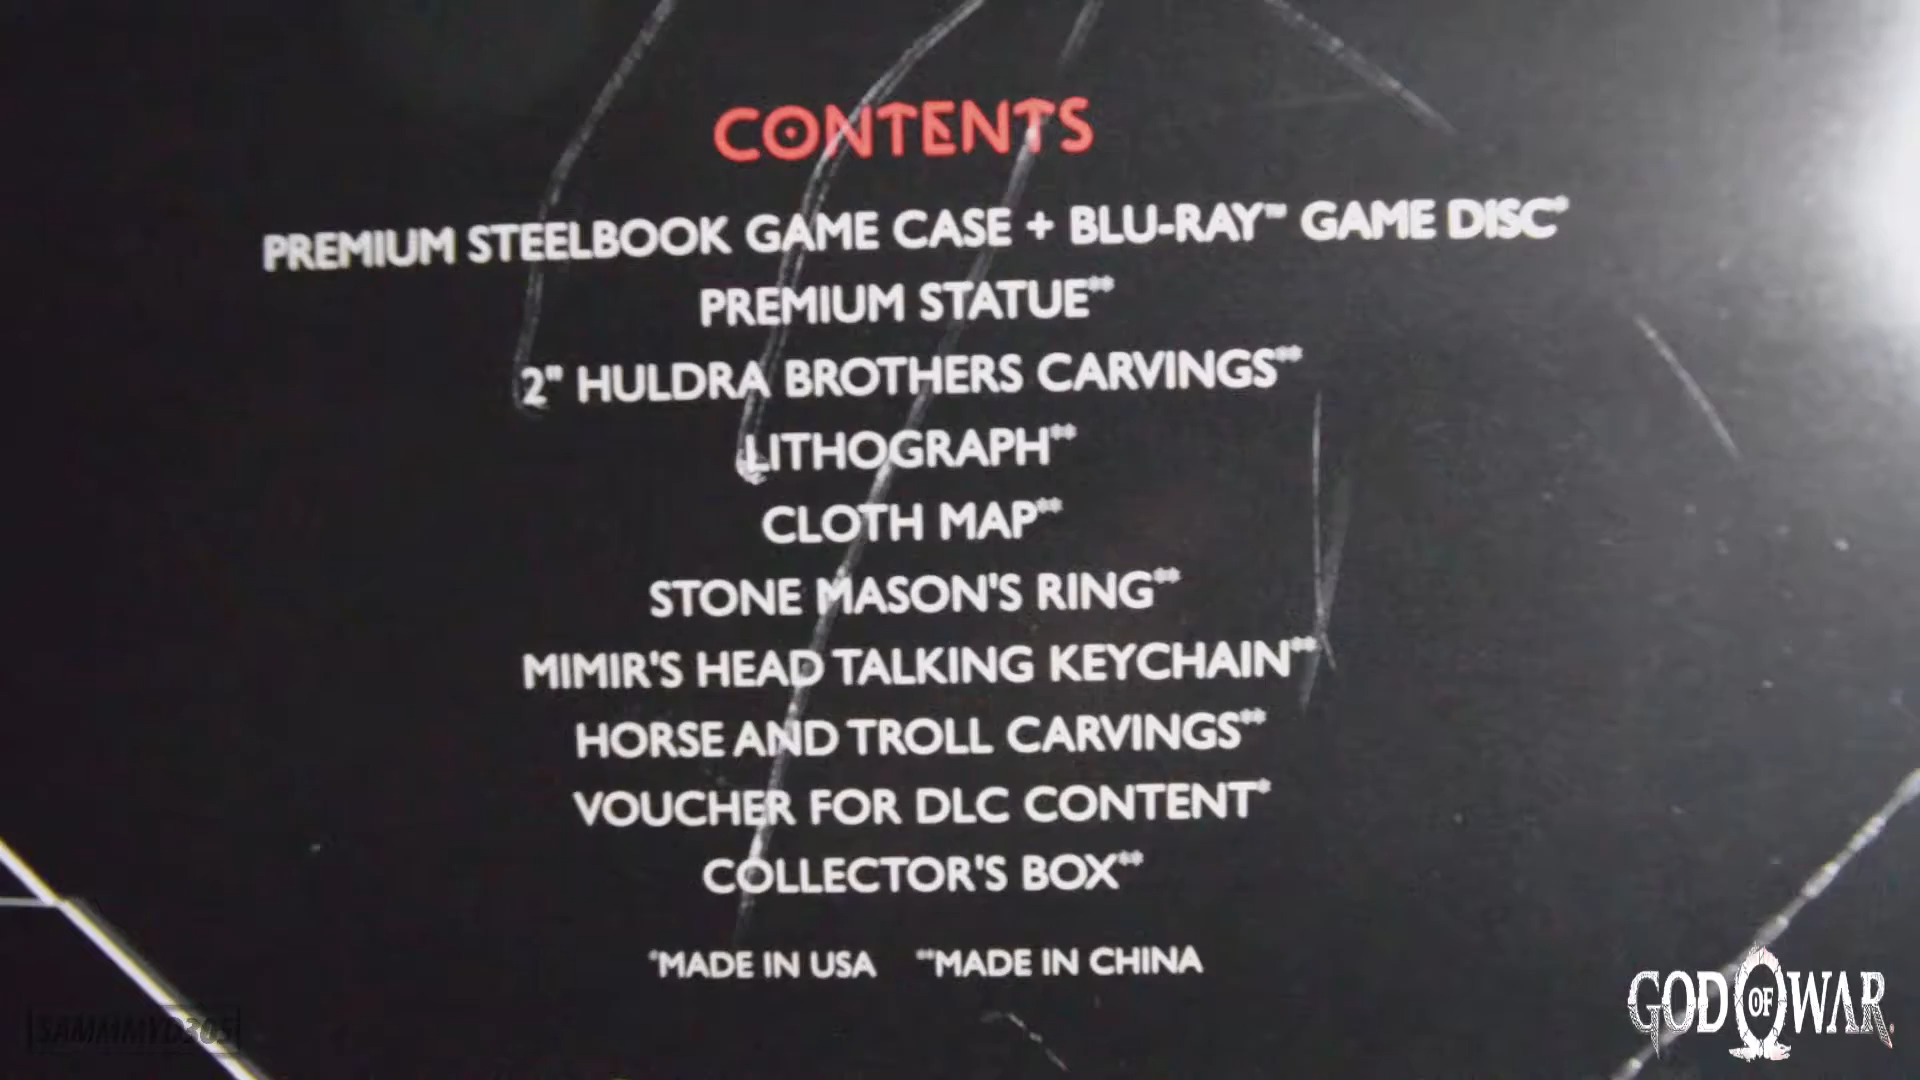 CONTENTS
PREMIUM STEELBOOK GAME CASE + BLU-RAY™ GAME DISC*
PREMIUM STATUE**
2" HULDRA BROTHERS CARVINGS**
LITHOGRAPH**
CLOTH MAP**
STONE MASON'S RING**
MIMIR'S HEAD TALKING KEYCHAIN**
HORSE AND TROLL CARVINGS**
VOUCHER FOR DLC CONTENT*
COLLECTOR'S BOX**
*MADE IN USA **MADE IN CHINA
SAMMMYD305
GOD OF WAR